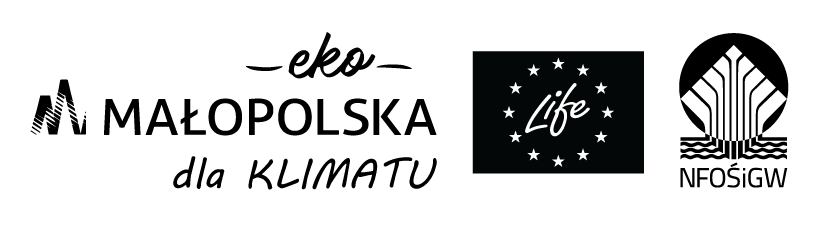 eko
MAŁOPOLSKA
dla KLIMATU
Life
NFOŚiGW